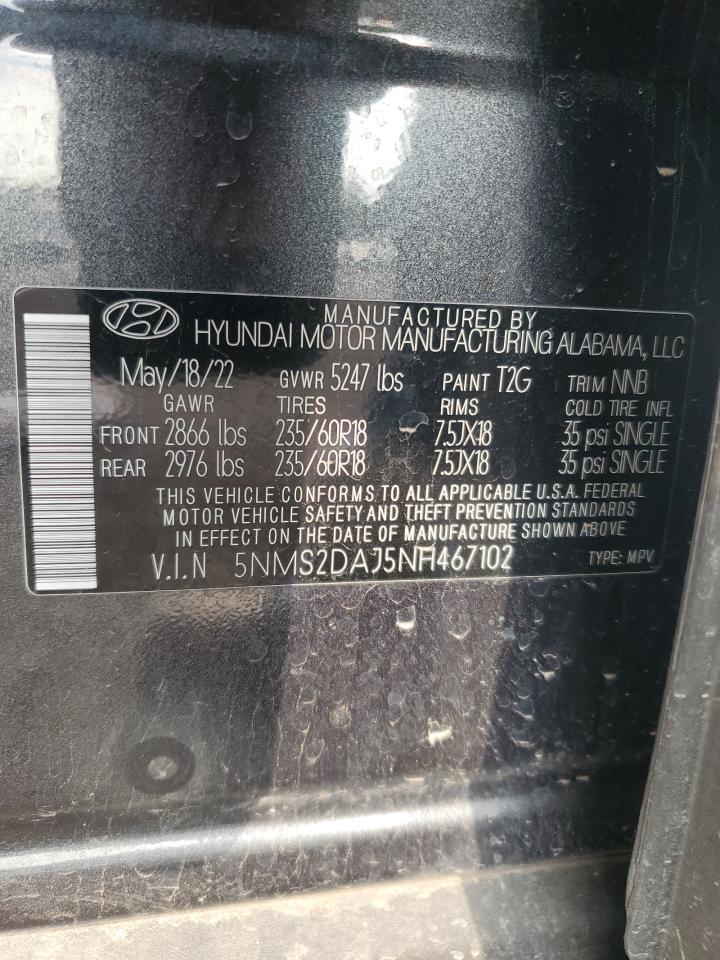 MANUFACTURED BY
HYUNDAI MOTOR MANUFACTURING ALABAMA, LLC
May/18/22 GVWR 5247 lbs PAINT T2G TRIM NNB
GAWR TIRES RIMS COLD TIRE INFL
FRONT 2866 lbs 235/60R18 7.5JX18 35 psi SINGLE
REAR 2976 lbs 235/60R18 7.5JX18 35 psi SINGLE
THIS VEHICLE CONFORMS TO ALL APPLICABLE U.S.A. FEDERAL
MOTOR VEHICLE SAFETY AND THEFT PREVENTION STANDARDS
IN EFFECT ON THE DATE OF MANUFACTURE SHOWN ABOVE
V.I.N 5NMS2DAJ5NH467102 TYPE: MPV